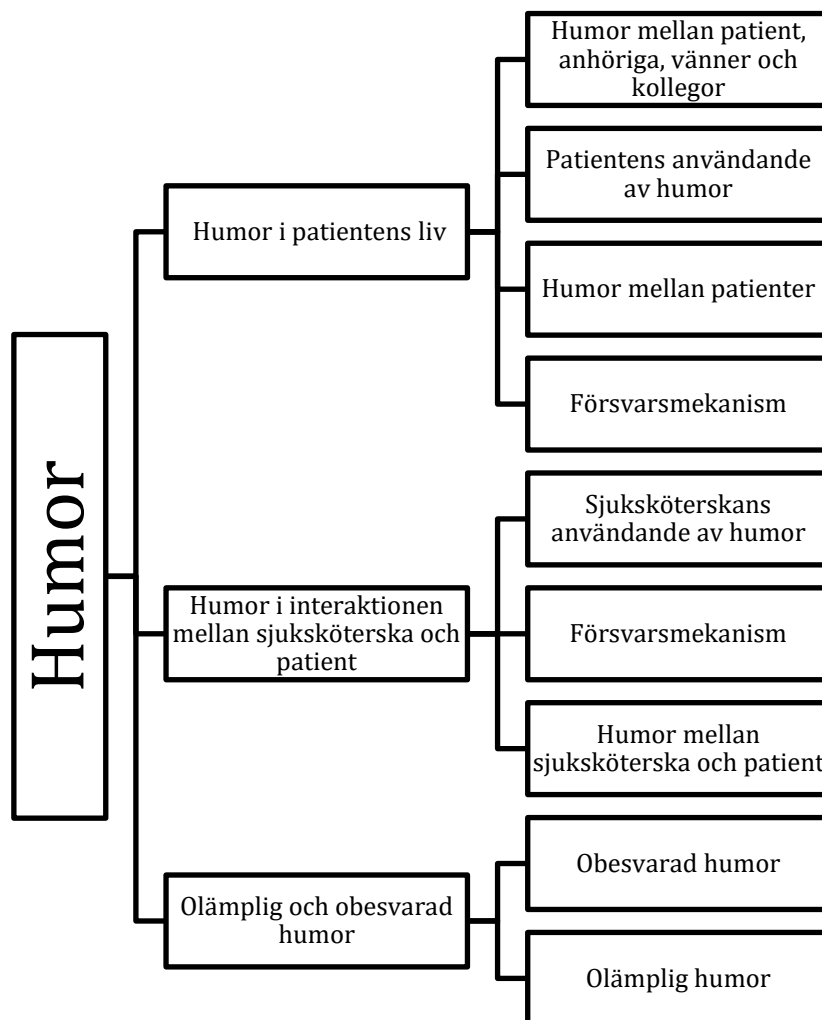 Humor
Humor i patientens liv
Humor mellan patient,
anhöriga, vänner och
kollegor
Patientens användande
av humor
Humor mellan patienter
Försvarsmekanism
Humor i interaktionen
mellan sjuksköterska och
patient
Sjuksköterskans
användande av humor
Försvarsmekanism
Humor mellan
sjuksköterska och patient
Olämplig och obesvarad
humor
Obesvarad humor
Olämplig humor